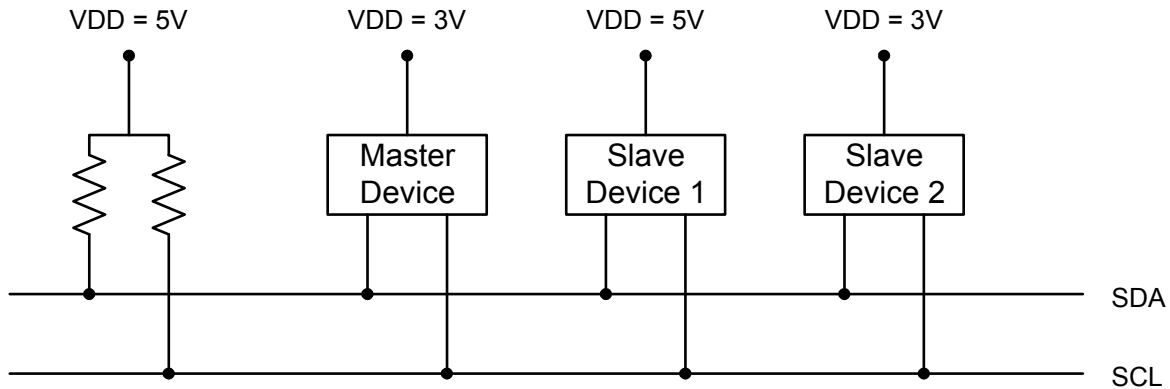 VDD = 5V
VDD = 3V
VDD = 5V
VDD = 3V
Master
Device
Slave
Device 1
Slave
Device 2
SDA
SCL